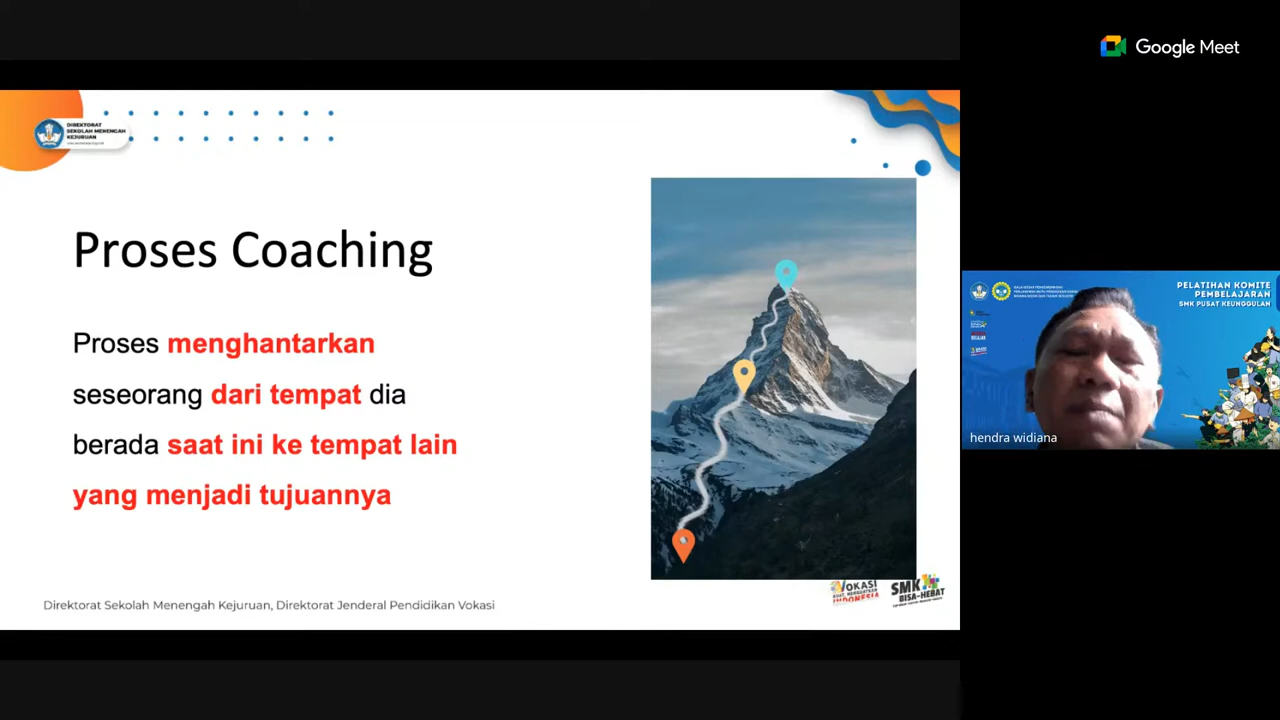 Google Meet
DIREKTORAT
SEKOLAH MENENGAH
KEJURUAN
Proses Coaching
Proses menghantarkan
seseorang dari tempat dia
berada saat ini ke tempat lain
yang menjadi tujuannya
Direktorat Sekolah Menengah Kejuruan, Direktorat Jenderal Pendidikan Vokasi
VOKASI
INDONESIA
SMK
BISA-HEBAT
PELATIHAN KOMITE
PEMBELAJARAN
SMK PUSAT KEUNGGULAN
hendra widiana